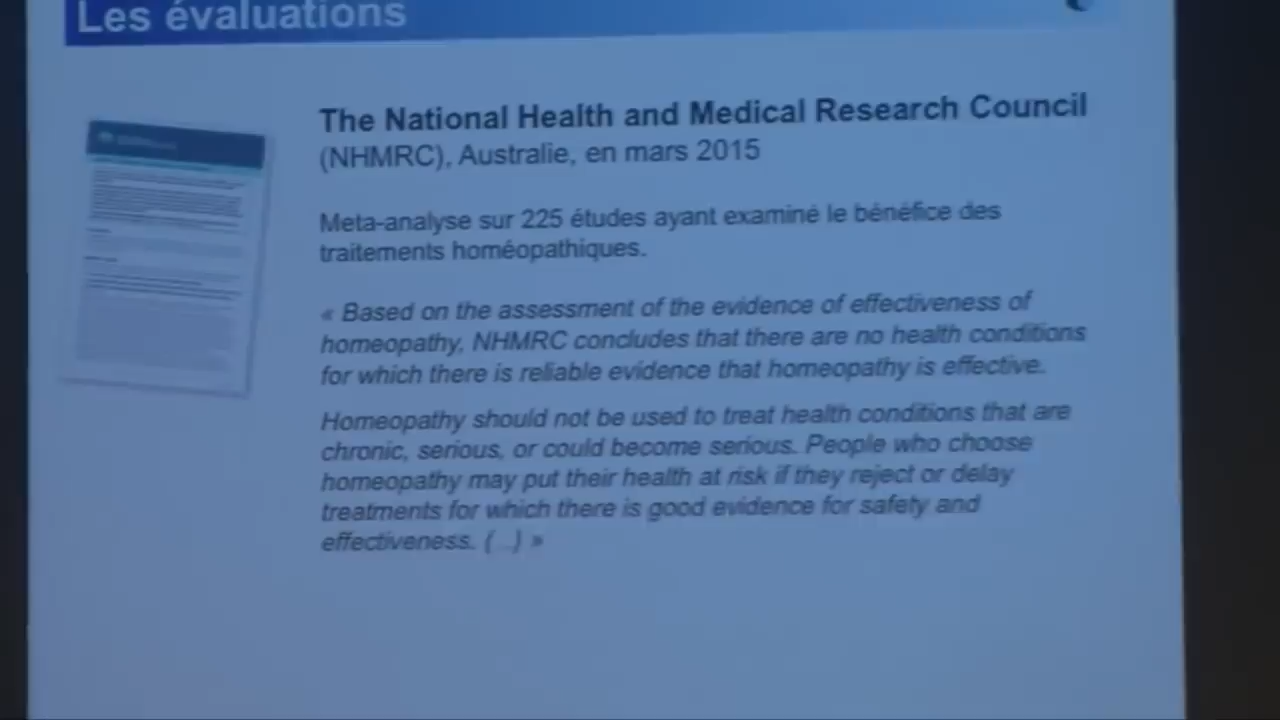 Les évaluations
The National Health and Medical Research Council
(NHMRC), Australie, en mars 2015
Meta-analyse sur 225 études ayant examiné le bénéfice des
traitements homéopathiques.
« Based on the assessment of the evidence of effectiveness of
homeopathy, NHMRC concludes that there are no health conditions
for which there is reliable evidence that homeopathy is effective.
Homeopathy should not be used to treat health conditions that are
chronic, serious, or could become serious. People who choose
homeopathy may put their health at risk if they reject or delay
treatments for which there is good evidence for safety and
effectiveness. (...) »